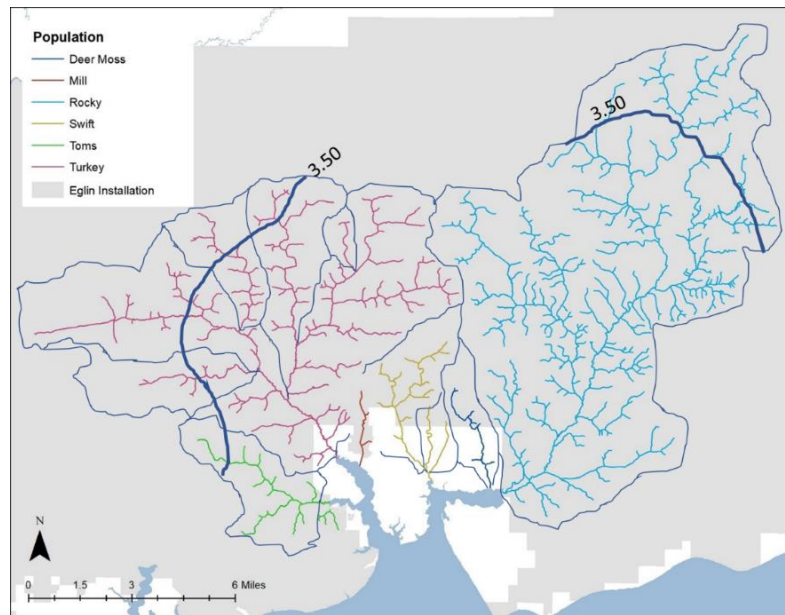 Population
Deer Moss
Mill
Rocky
Swift
Toms
Turkey
Eglin Installation
3.50
3.50
N
0 1.5 3 6 Miles